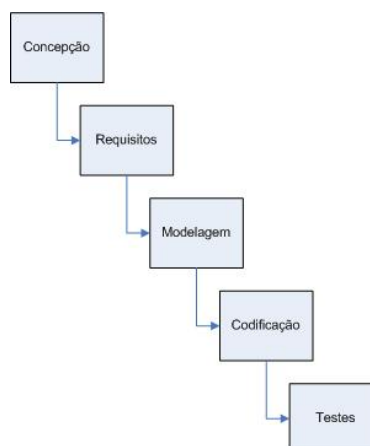 Concepção
Requisitos
Modelagem
Codificação
Testes